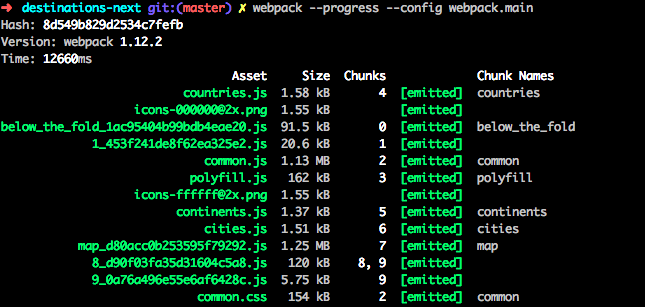 ➜ destinations-next git:(master) ✗ webpack --progress --config webpack.main
Hash: 8d549b829d2534c7fefb
Version: webpack 1.12.2
Time: 12660ms
Asset Size Chunks Chunk Names
countries.js 1.58 kB 4 [emitted] countries
icons-000000@2x.png 1.55 kB [emitted]
below_the_fold_1ac95404b99bdb4eae20.js 91.5 kB 0 [emitted] below_the_fold
1_453f241de8f62ea325e2.js 20.6 kB 1 [emitted]
common.js 1.13 MB 2 [emitted] common
polyfill.js 162 kB 3 [emitted] polyfill
icons-ffffff@2x.png 1.55 kB [emitted]
continents.js 1.37 kB 5 [emitted] continents
cities.js 1.51 kB 6 [emitted] cities
map_d80acc0b253595f79292.js 1.25 MB 7 [emitted] map
8_d90f03fa35d31604c5a8.js 120 kB 8, 9 [emitted]
9_0a76a496e55e6af6428c.js 5.75 kB 9 [emitted]
common.css 154 kB 2 [emitted] common